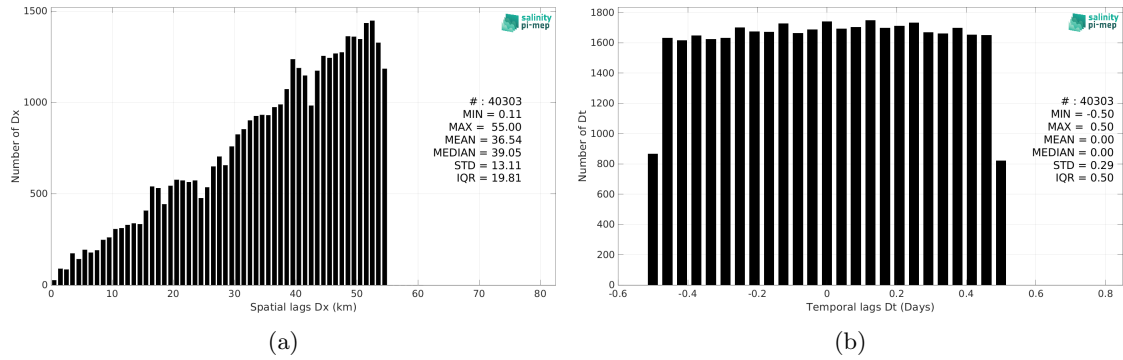 1500
1000
500
0
0 10 20 30 40 50 60 70 80
Number of Dx
Spatial lags Dx (km)
salinity
pi-mep
# : 40303
MIN = 0.11
MAX = 55.00
MEAN = 36.54
MEDIAN = 39.05
STD = 13.11
IQR = 19.81
(a)
1800
1600
1400
1200
1000
800
600
400
200
0
-0.6 -0.4 -0.2 0 0.2 0.4 0.6 0.8
Number of Dt
Temporal lags Dt (Days)
salinity
pi-mep
# : 40303
MIN = -0.50
MAX = 0.50
MEAN = 0.00
MEDIAN = 0.00
STD = 0.29
IQR = 0.50
(b)